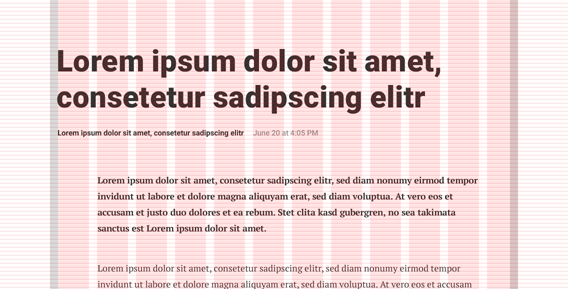 Lorem ipsum dolor sit amet,
consetetur sadipscing elitr
Lorem ipsum dolor sit amet, consetetur sadipscing elitr June 20 at 4:05 PM
Lorem ipsum dolor sit amet, consetetur sadipscing elitr, sed diam nonumy eirmod tempor
invidunt ut labore et dolore magna aliquyam erat, sed diam voluptua. At vero eos et
accusam et justo duo dolores et ea rebum. Stet clita kasd gubergren, no sea takimata
sanctus est Lorem ipsum dolor sit amet.
Lorem ipsum dolor sit amet, consetetur sadipscing elitr, sed diam nonumy eirmod tempor
invidunt ut labore et dolore magna aliquyam erat, sed diam voluptua. At vero eos et accusam